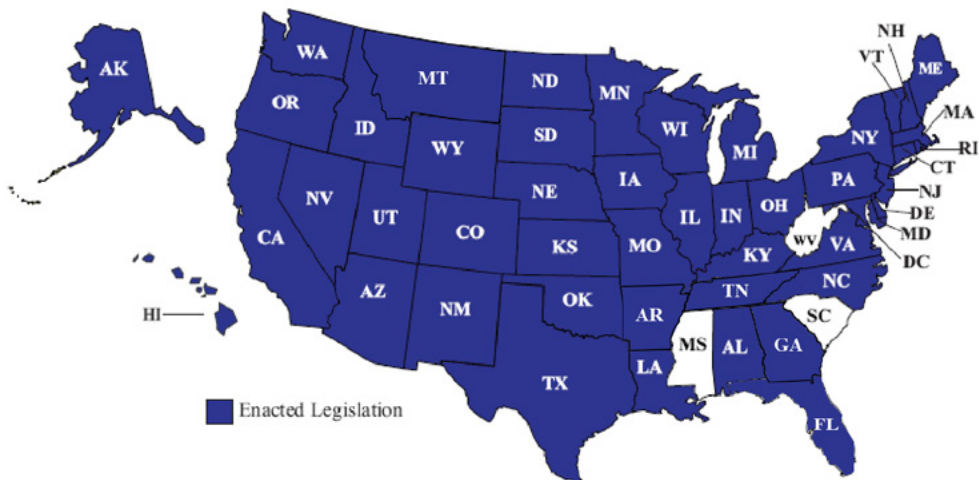 AK
WA
MT
ND
MN
OR
ID
WY
SD
WI
MI
NY
VT
NH
ME
MA
RI
CT
NJ
DE
MD
DC
NV
UT
CO
NE
IA
IL
IN
OH
PA
CA
KS
MO
KY
WV
VA
AZ
NM
OK
AR
TN
NC
SC
HI
TX
LA
MS
AL
GA
FL
Enacted Legislation